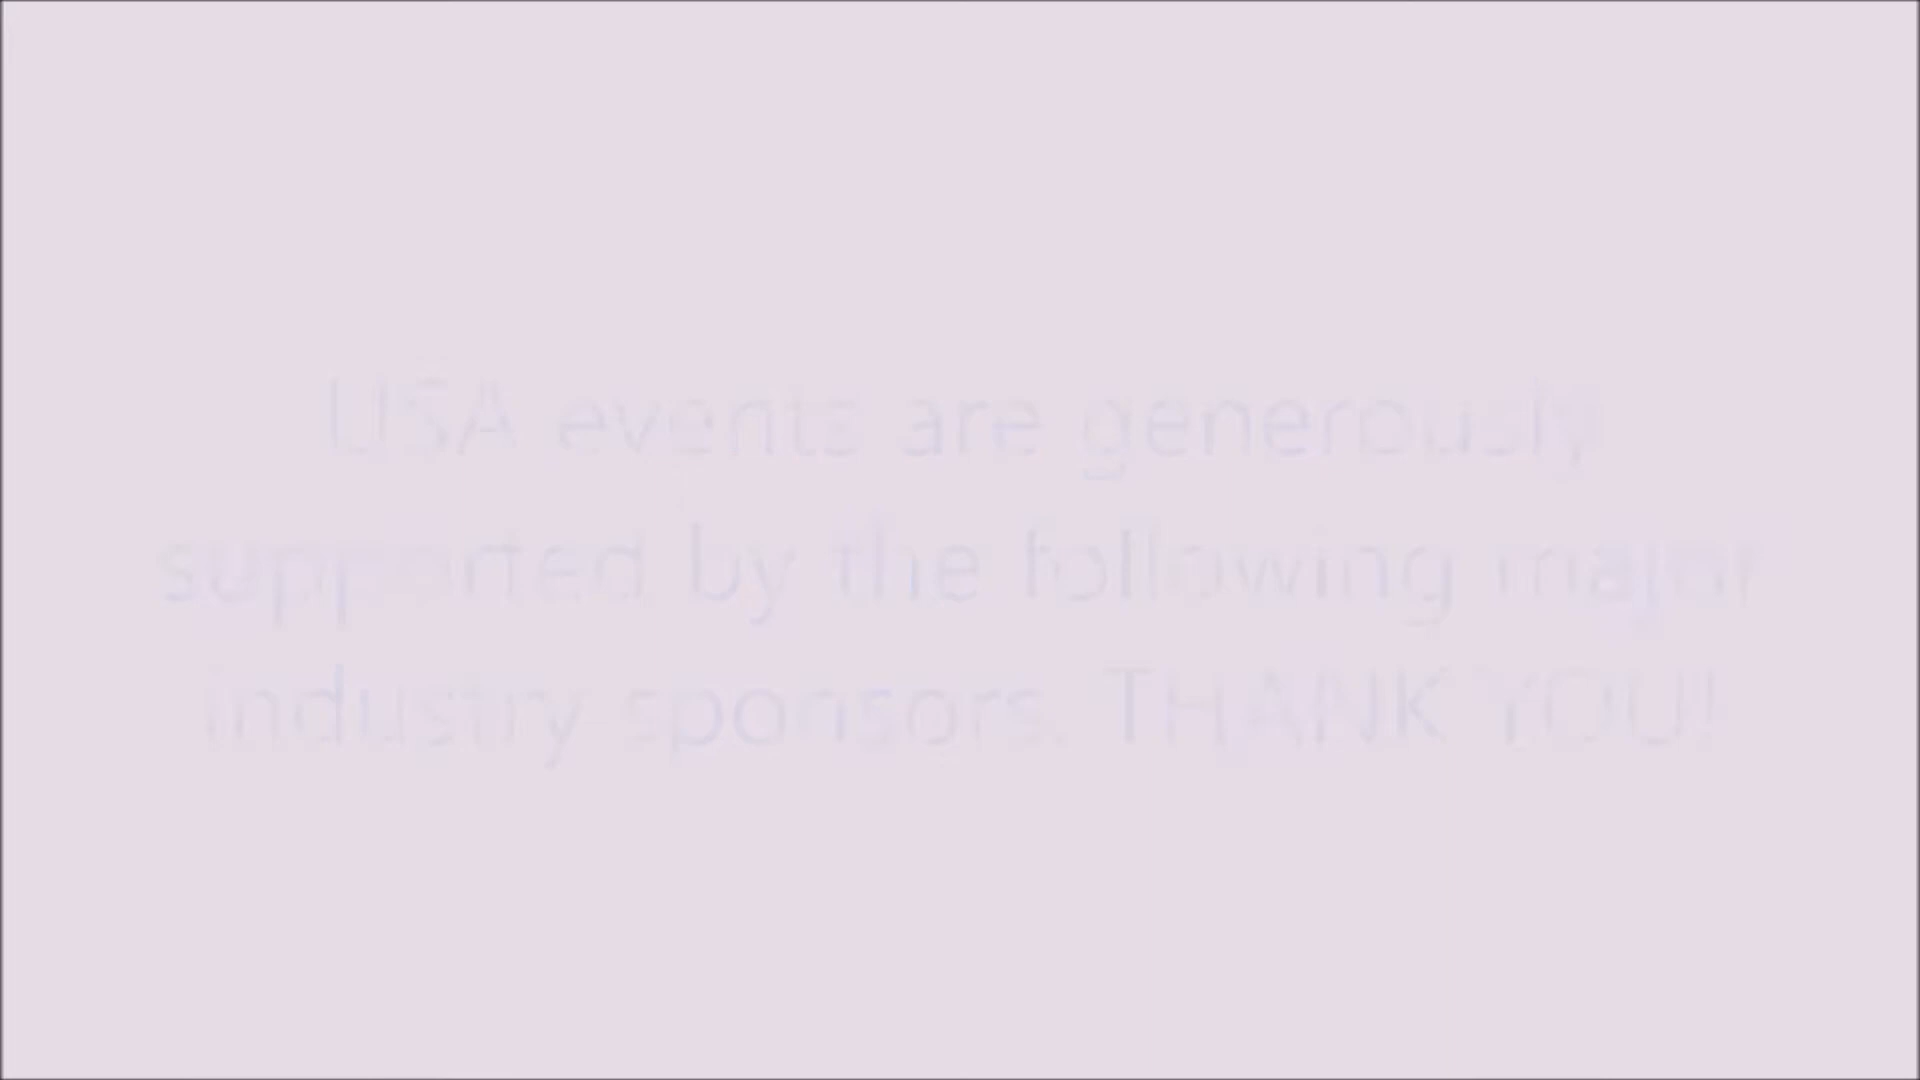 USA events are generously
supported by the following major
industry sponsors. THANK YOU!